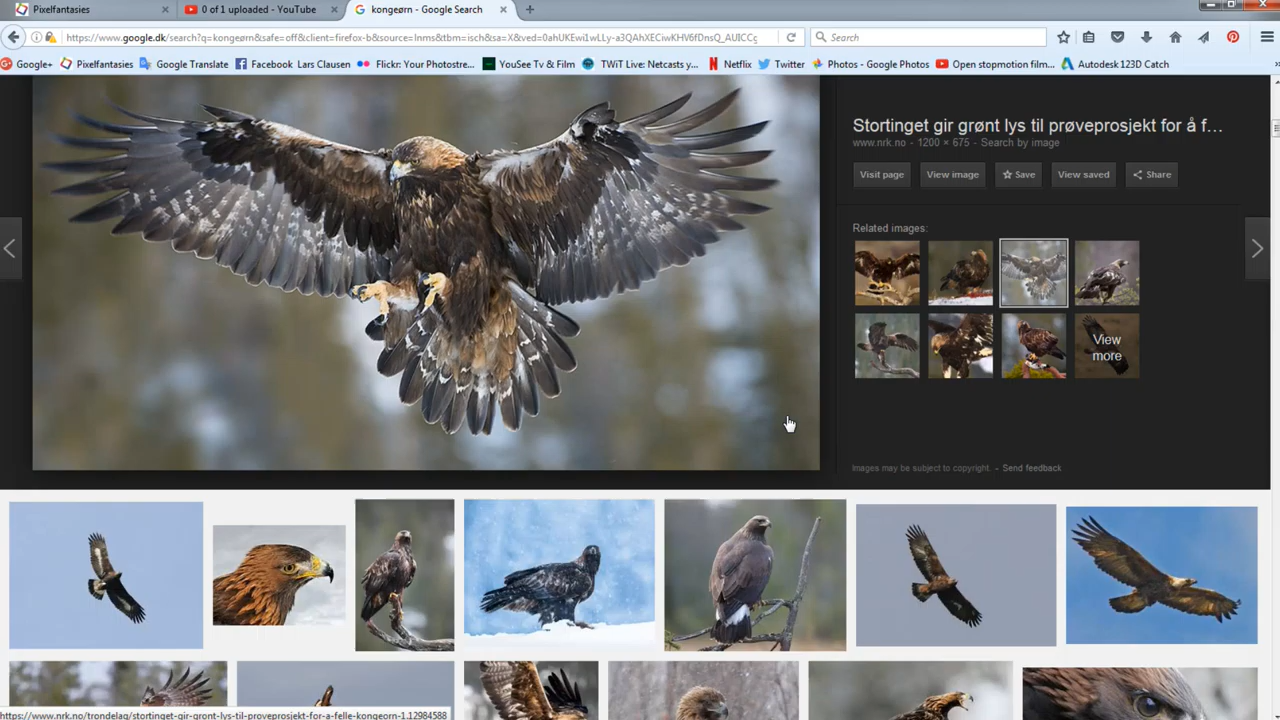 Pixelfantasies
0 of 1 uploaded - YouTube
kongeørn - Google Search
https://www.google.dk/search?q=kongeørn&safe=off&client=firefox-b&source=lnms&tbm=isch&sa=X&ved=
Search
Google+
Pixelfantasies
Google Translate
Facebook Lars Clausen
Flickr: Your Photostre...
YouSee Tv & Film
TWiT Live: Netcasts y...
Netflix
Twitter
Photos - Google Photos
Open stopmotion film...
Autodesk 123D Catch
Stortinget gir grønt lys til prøveprosjekt for å f...
www.nrk.no - 1200 × 675 - Search by image
Visit page
View image
Save
View saved
Share
Related images:
View
more
Images may be subject to copyright. - Send feedback
https://www.nrk.no/trondelag/stortinget-gir-gront-lys-til-proveprosjekt-for-a-felle-kongeorn-1.12984588